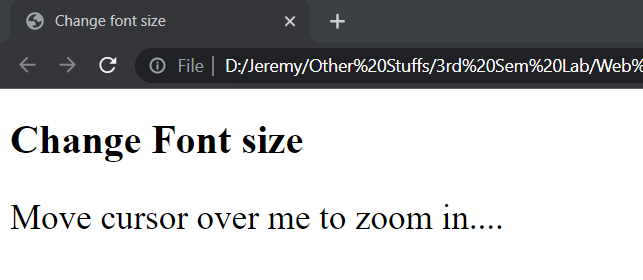 Change font size
File | D:/Jeremy/Other%20Stuffs/3rd%20Sem%20Lab/Web%
Change Font size
Move cursor over me to zoom in....